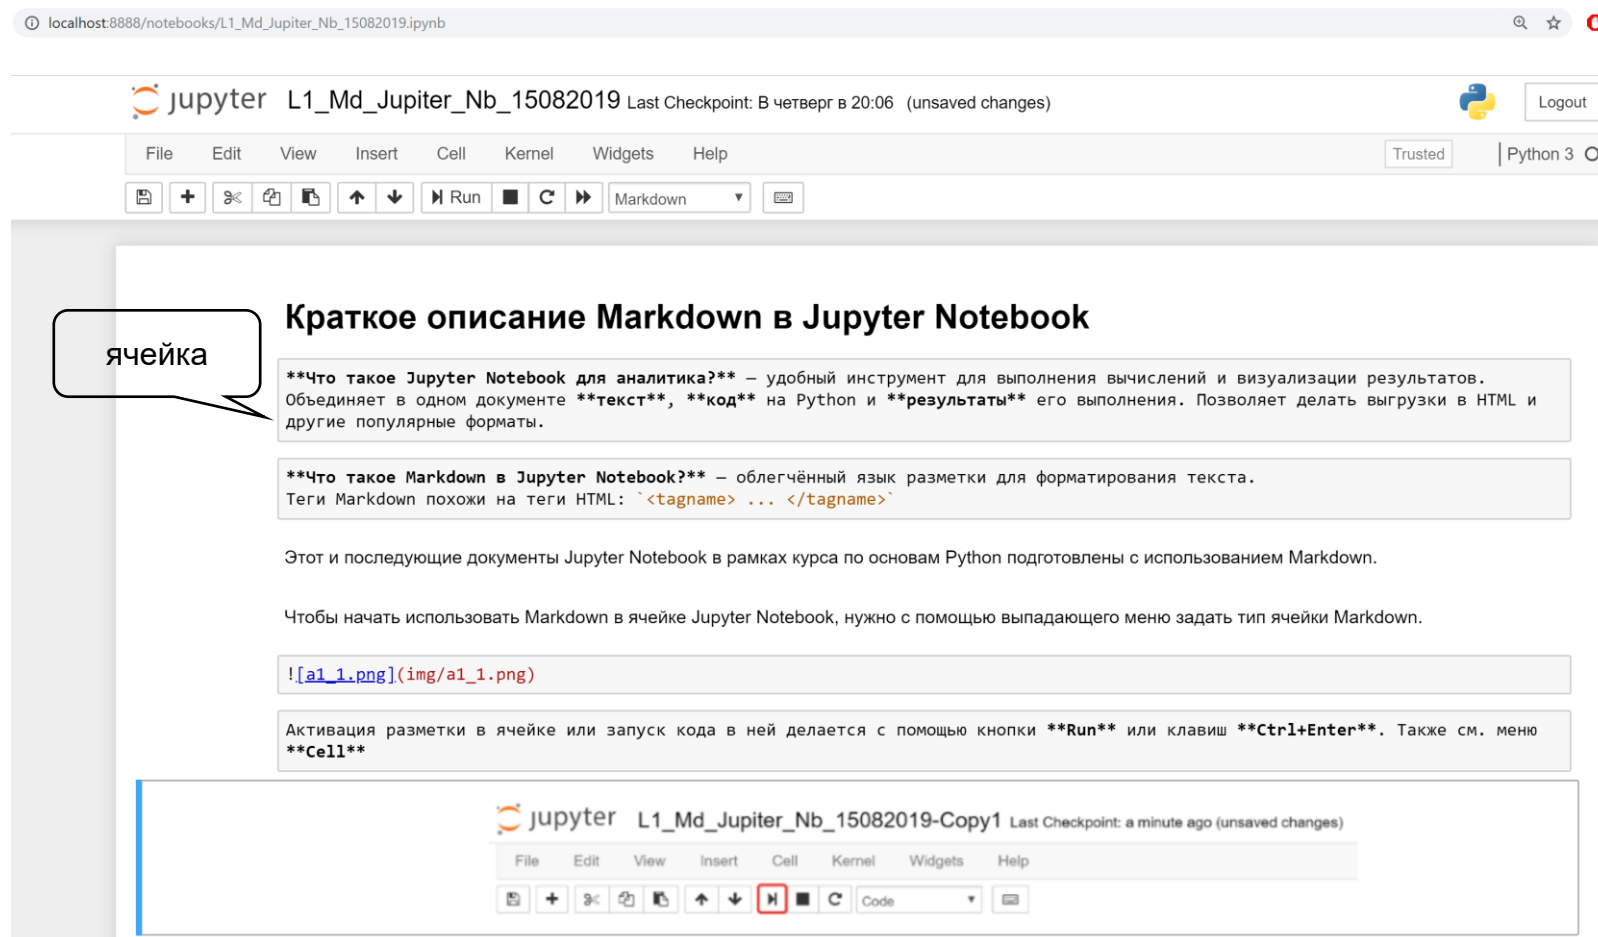 localhost:8888/notebooks/L1_Md_Jupiter_Nb_15082019.ipynb
jupyter L1_Md_Jupiter_Nb_15082019 Last Checkpoint: В четверг в 20:06 (unsaved changes)
Logout
File Edit View Insert Cell Kernel Widgets Help
Trusted
Python 3
Run
Markdown
Краткое описание Markdown в Jupyter Notebook
ячейка
**Что такое Jupyter Notebook для аналитика?** — удобный инструмент для выполнения вычислений и визуализации результатов.
Объединяет в одном документе **текст**, **код** на Python и **результаты** его выполнения. Позволяет делать выгрузки в HTML и
другие популярные форматы.
**Что такое Markdown в Jupyter Notebook?** — облегчённый язык разметки для форматирования текста.
Теги Markdown похожи на теги HTML: `<tagname> ... </tagname>`
Этот и последующие документы Jupyter Notebook в рамках курса по основам Python подготовлены с использованием Markdown.
Чтобы начать использовать Markdown в ячейке Jupyter Notebook, нужно с помощью выпадающего меню задать тип ячейки Markdown.
![a1_1.png](img/a1_1.png)
Активация разметки в ячейке или запуск кода в ней делается с помощью кнопки **Run** или клавиш **Ctrl+Enter**. Также см. меню
**Cell**
jupyter L1_Md_Jupiter_Nb_15082019-Copy1 Last Checkpoint: a minute ago (unsaved changes)
File Edit View Insert Cell Kernel Widgets Help
Code